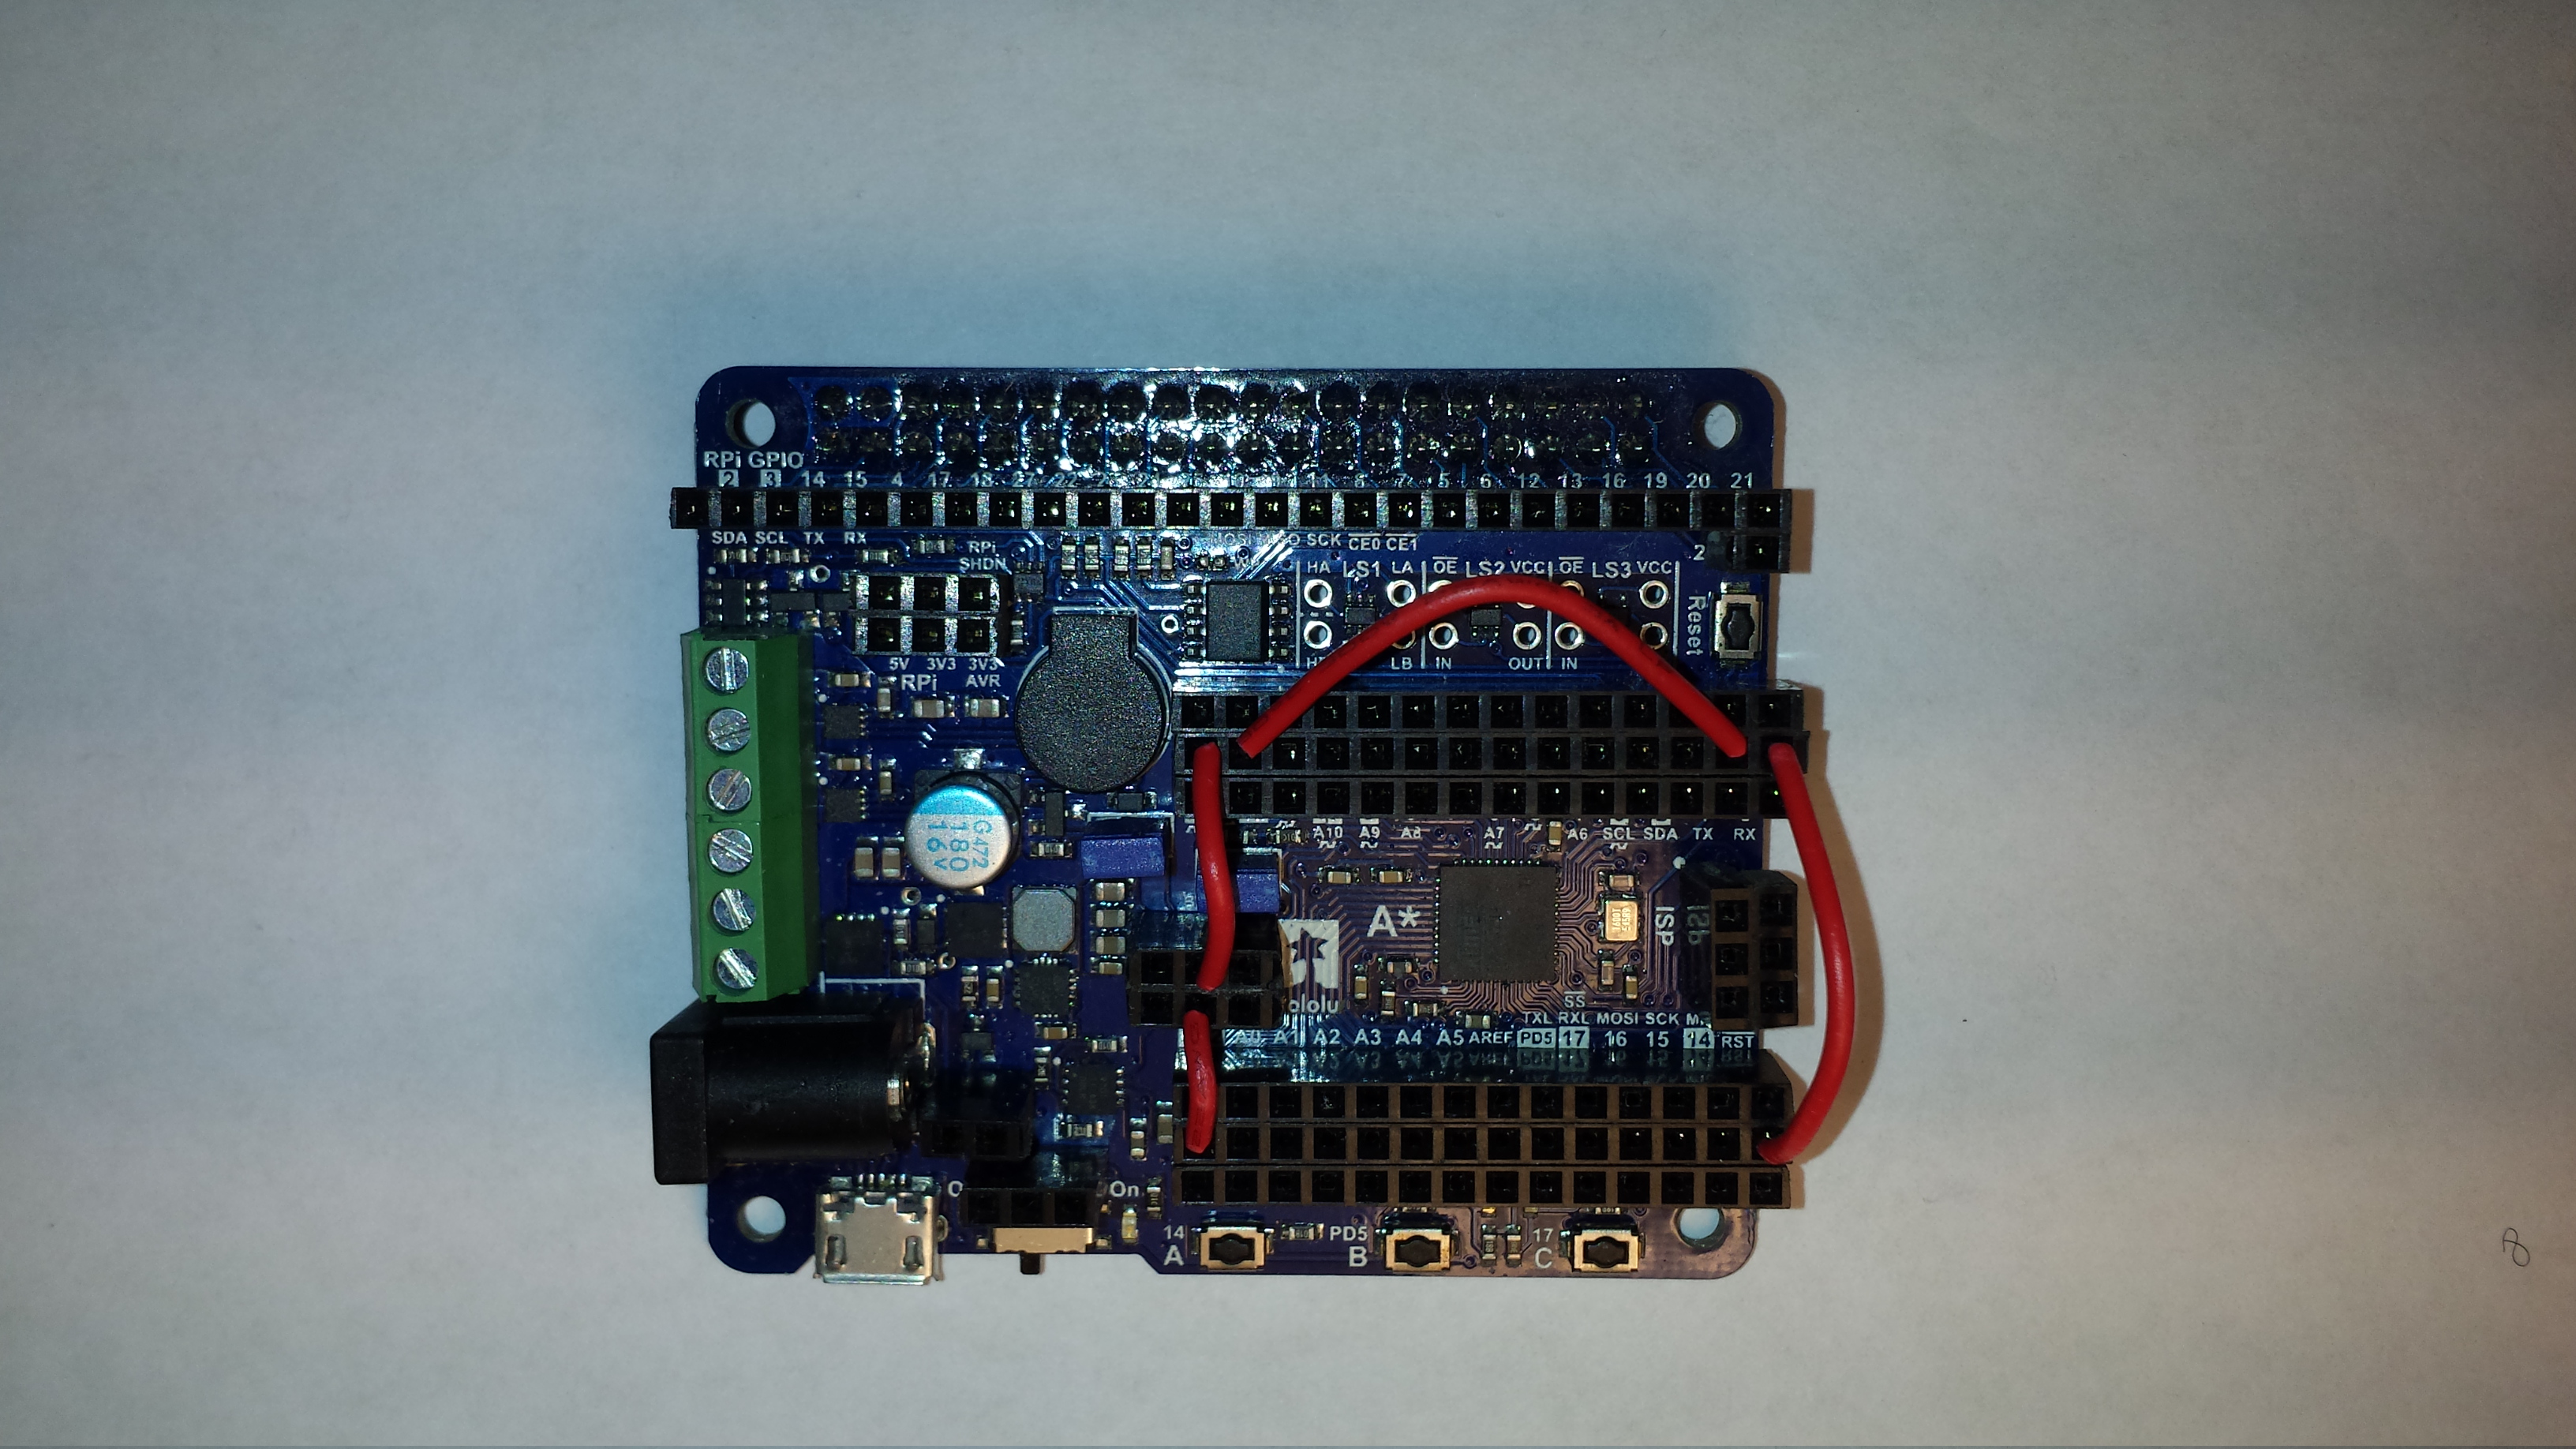 RPi GPIO
2 3 14 15 4 17 18 27 22 5 6 12 13 16 19 20 21
SDA SCL TX RX SCK CE0 CE1
RPi
SHDN
2
HA LS1 LA OE LS2 VCC OE LS3 VCC
LB IN OUT IN
Reset
5V 3V3 3V3
RPi AVR
G472
180
16V
A10 A9 A8 A7 A6 SCL SDA TX RX
A*
ISP
ololu
SS
TXL RXL MOSI SCK
A0 A1 A2 A3 A4 A5 AREF PD5 17 16 15 14 RST
On
14
A
PD5
B
17
C
8